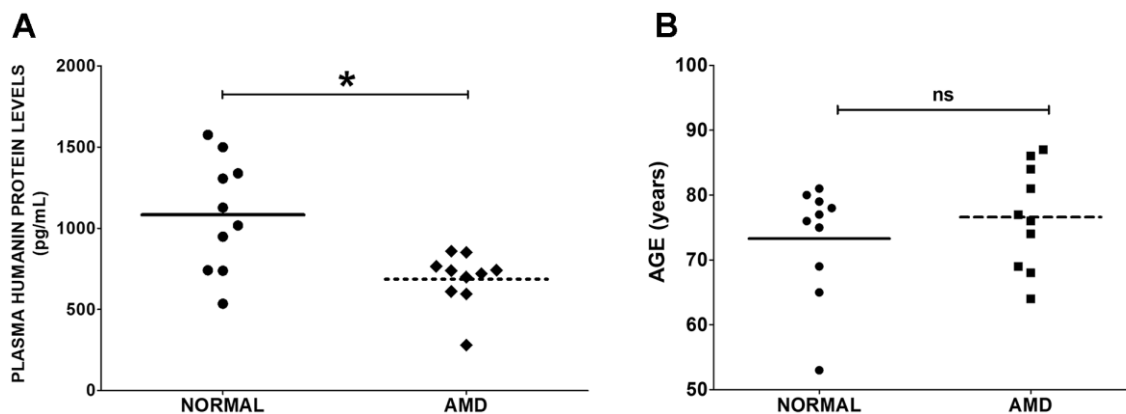 A
PLASMA HUMANIN PROTEIN LEVELS
(pg/mL)
2000
1500
1000
500
0
*
NORMAL
AMD
B
AGE (years)
100
90
80
70
60
50
ns
NORMAL
AMD